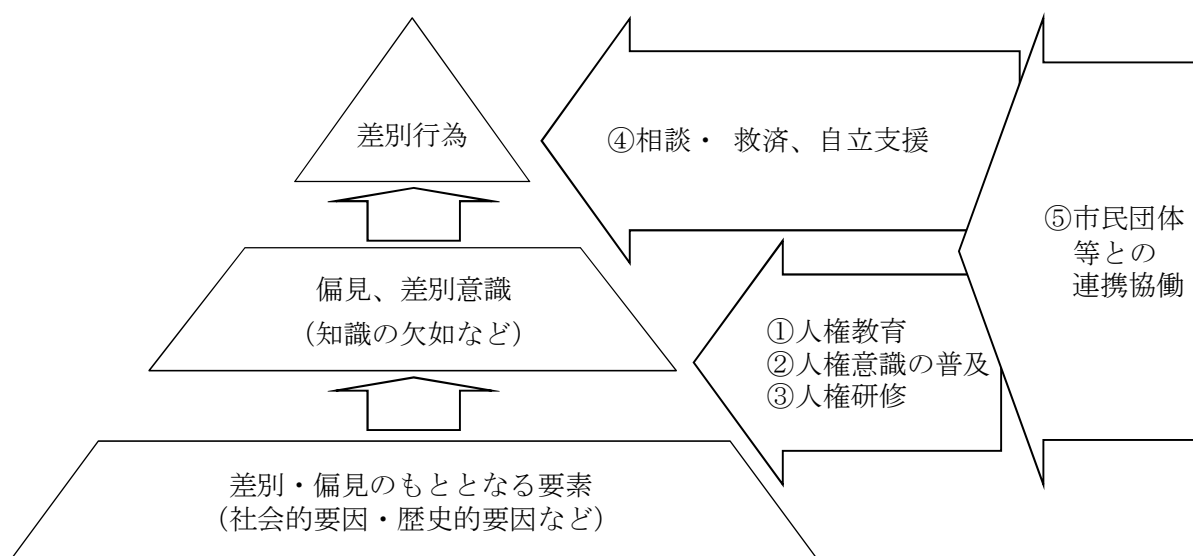 差別行為
④相談・ 救済、自立支援
⑤市民団体
等との
連携協働
偏見、差別意識
(知識の欠如など)
①人権教育
②人権意識の普及
③人権研修
差別・偏見のもととなる要素
(社会的要因・歴史的要因など)